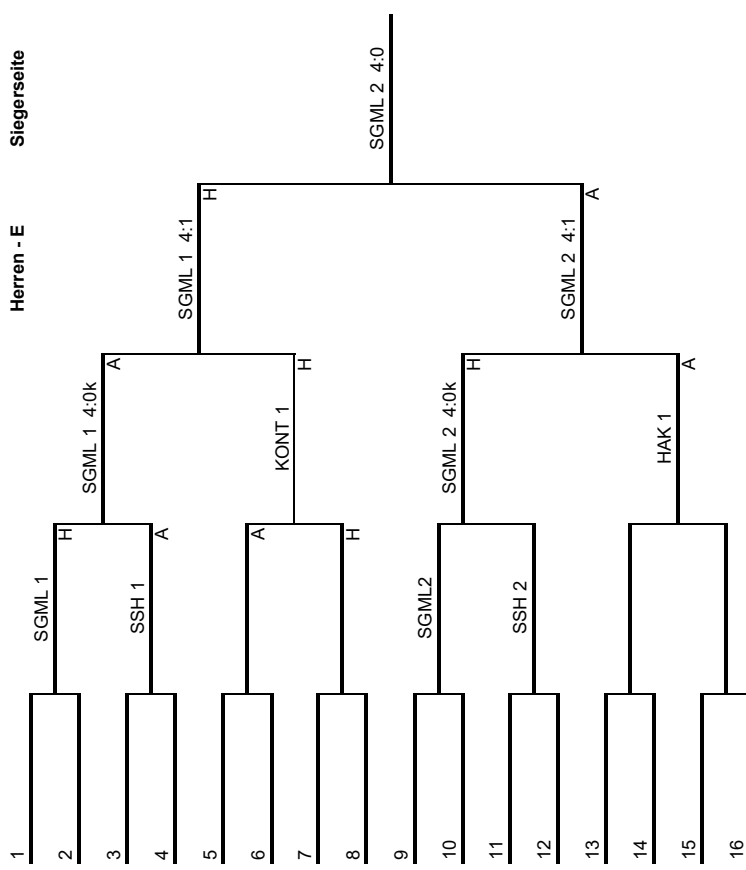 Herren - E Siegerseite
1
2
3
4
5
6
7
8
9
10
11
12
13
14
15
16
SGML 1
H
SSH 1
A
A
H
SGML2
SSH 2
SGML 1 4:0k
A
KONT 1
H
SGML 2 4:0k
H
HAK 1
A
SGML 1 4:1
H
SGML 2 4:1
A
SGML 2 4:0